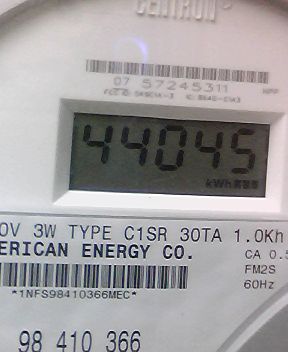 CENTRON®
07 57245311
44045
kWh
0V 3W TYPE C1SR 30TA 1.0Kh
ERICAN ENERGY CO.
CA 0.5
FM2S
*1NFS98410366MEC*
60Hz
98 410 366